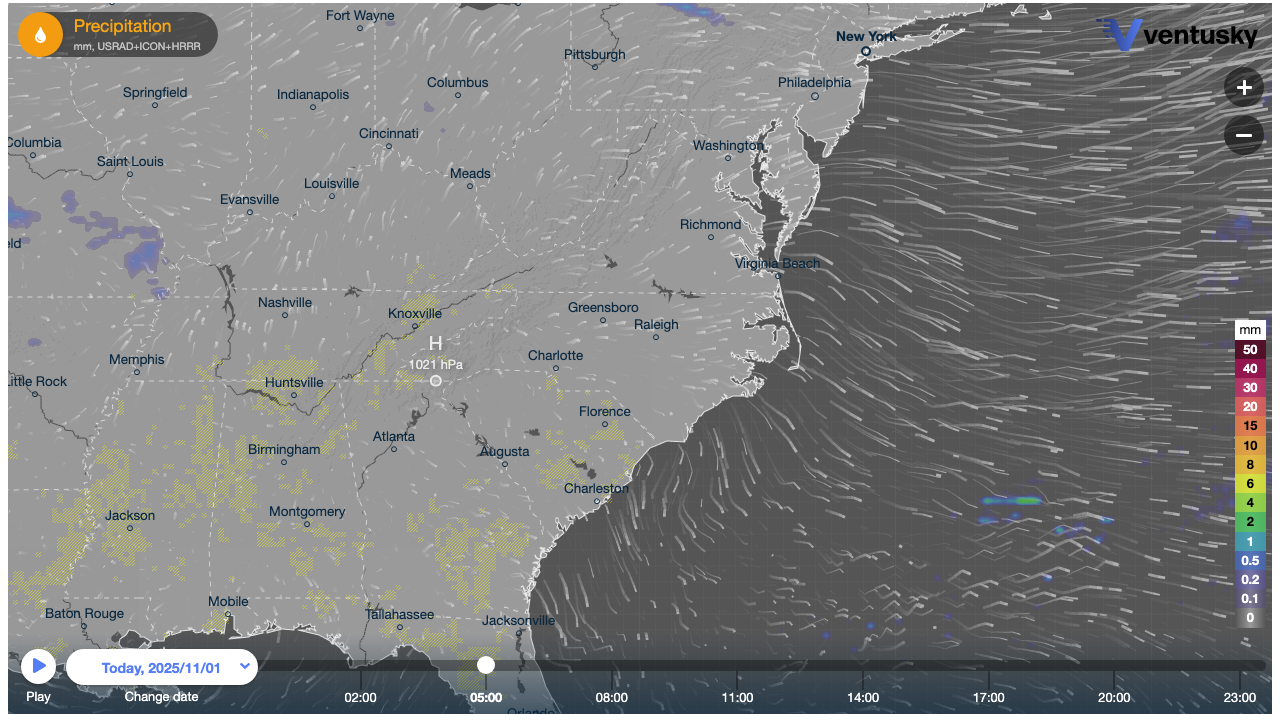 Precipitation
mm, USRAD+ICON+HRRR
Fort Wayne
New York
ventusky
Pittsburgh
Columbus
Philadelphia
Springfield
Indianapolis
+
Cincinnati
−
Columbia
Washington
Saint Louis
Meads
Louisville
Evansville
Richmond
eld
Virginia Beach
Nashville
Greensboro
Knoxville
Raleigh
mm
H
50
Charlotte
Memphis
1021 hPa
40
Little Rock
Huntsville
30
Florence
20
15
Atlanta
Birmingham
Augusta
10
8
Charleston
6
Jackson
Montgomery
4
2
1
0.5
0.2
Mobile
0.1
Baton Rouge
Tallahassee
Jacksonville
0
Today, 2025/11/01
Play
Change date
02:00
05:00
08:00
11:00
14:00
17:00
20:00
23:00
Orlando